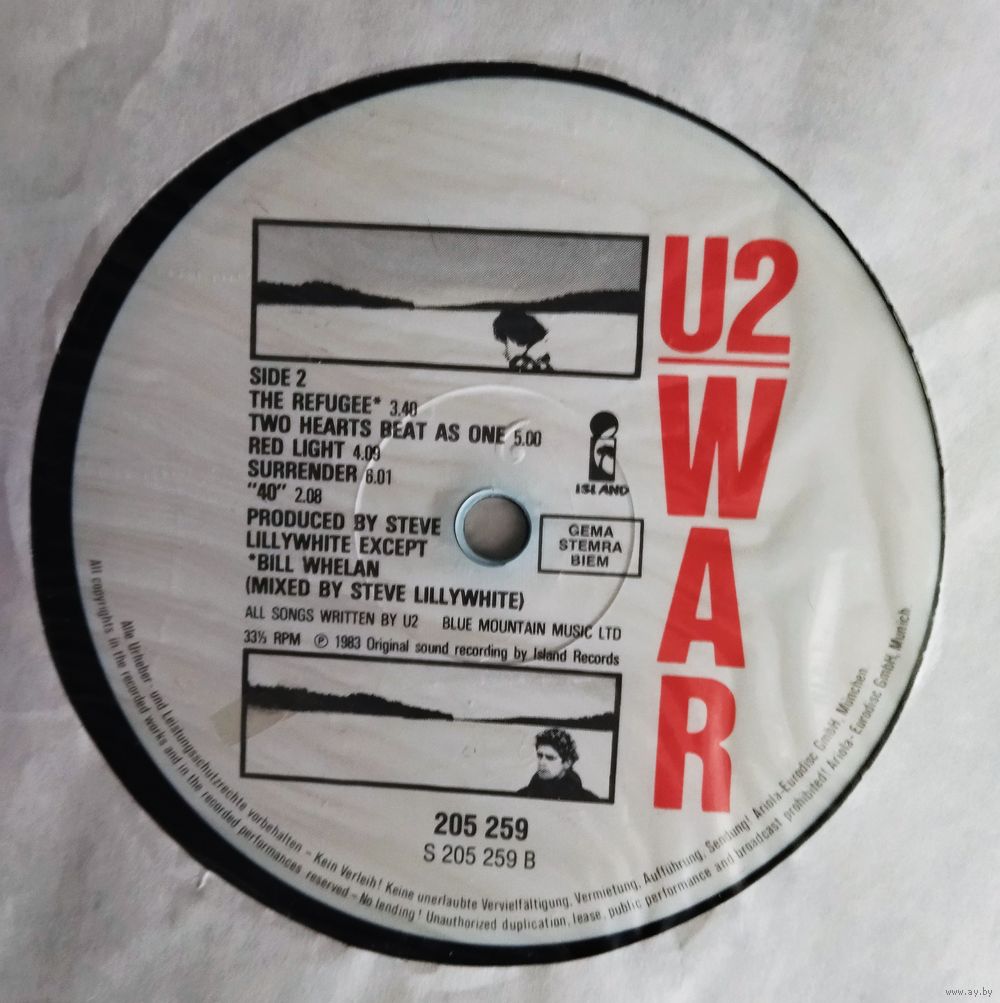 U2
WAR
SIDE 2
THE REFUGEE* 3.40
TWO HEARTS BEAT AS ONE 5.00
RED LIGHT 4.09
SURRENDER 6.01
"40" 2.08
PRODUCED BY STEVE
LILLYWHITE EXCEPT
*BILL WHELAN
(MIXED BY STEVE LILLYWHITE)
ALL SONGS WRITTEN BY U2 BLUE MOUNTAIN MUSIC LTD
33⅓ RPM ℗ 1983 Original sound recording by Island Records
ISLAND
GEMA
STEMRA
BIEM
205 259
S 205 259 B
Alle Urheber- und Leistungsschutzrechte vorbehalten – Kein Verleih! Keine unerlaubte Vervielfältigung, Vermietung, Aufführung, Sendung! Ariola-Eurodisc GmbH, München
All copyrights in the recorded works and in the recorded performances reserved – No lending! Unauthorized duplication, lease, public performance and broadcast prohibited! Ariola-Eurodisc GmbH, Munich
www.ay.by